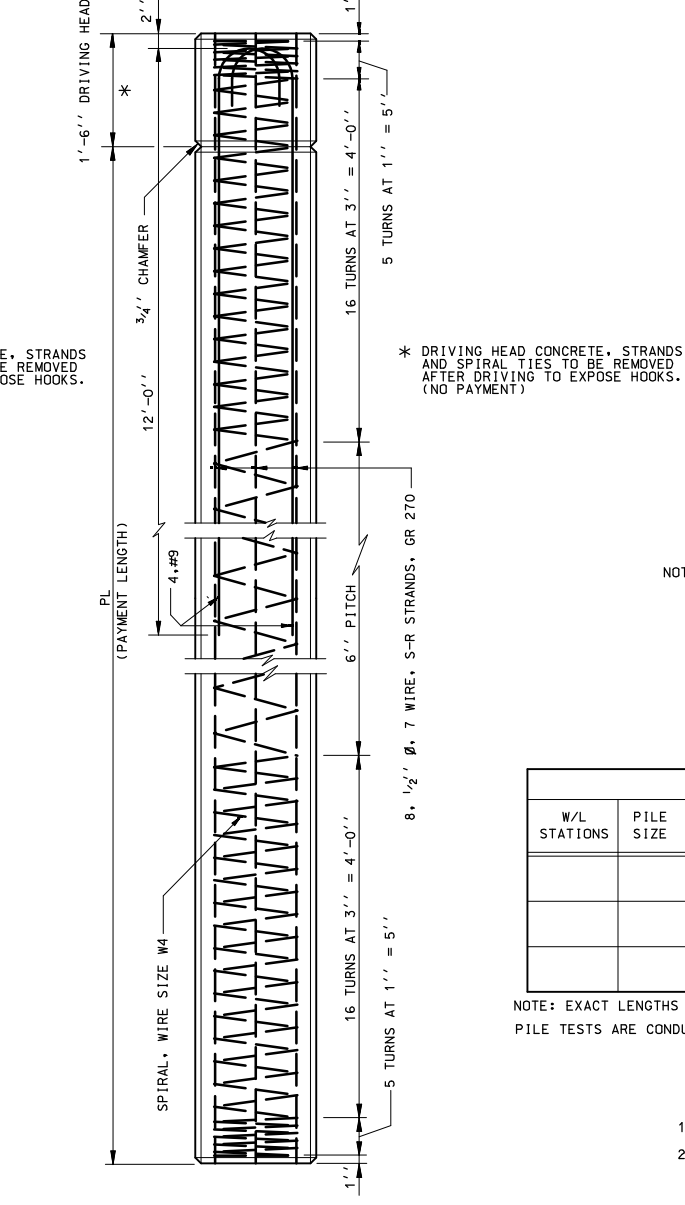 2''
1'
1'-6'' DRIVING HEAD
*
3/4'' CHAMFER
12'-0''
16 TURNS AT 3'' = 4'-0''
5 TURNS AT 1'' = 5''
E, STRANDS
E REMOVED
OSE HOOKS.
* DRIVING HEAD CONCRETE, STRANDS
AND SPIRAL TIES TO BE REMOVED
AFTER DRIVING TO EXPOSE HOOKS.
(NO PAYMENT)
PL
(PAYMENT LENGTH)
4,#9
6'' PITCH
8, 1/2'' Ø, 7 WIRE, S-R STRANDS, GR 270
NOT
W/L
STATIONS
PILE
SIZE
SPIRAL, WIRE SIZE W4
16 TURNS AT 3'' = 4'-0''
5 TURNS AT 1'' = 5''
NOTE: EXACT LENGTHS
PILE TESTS ARE CONDU
1
2
1''